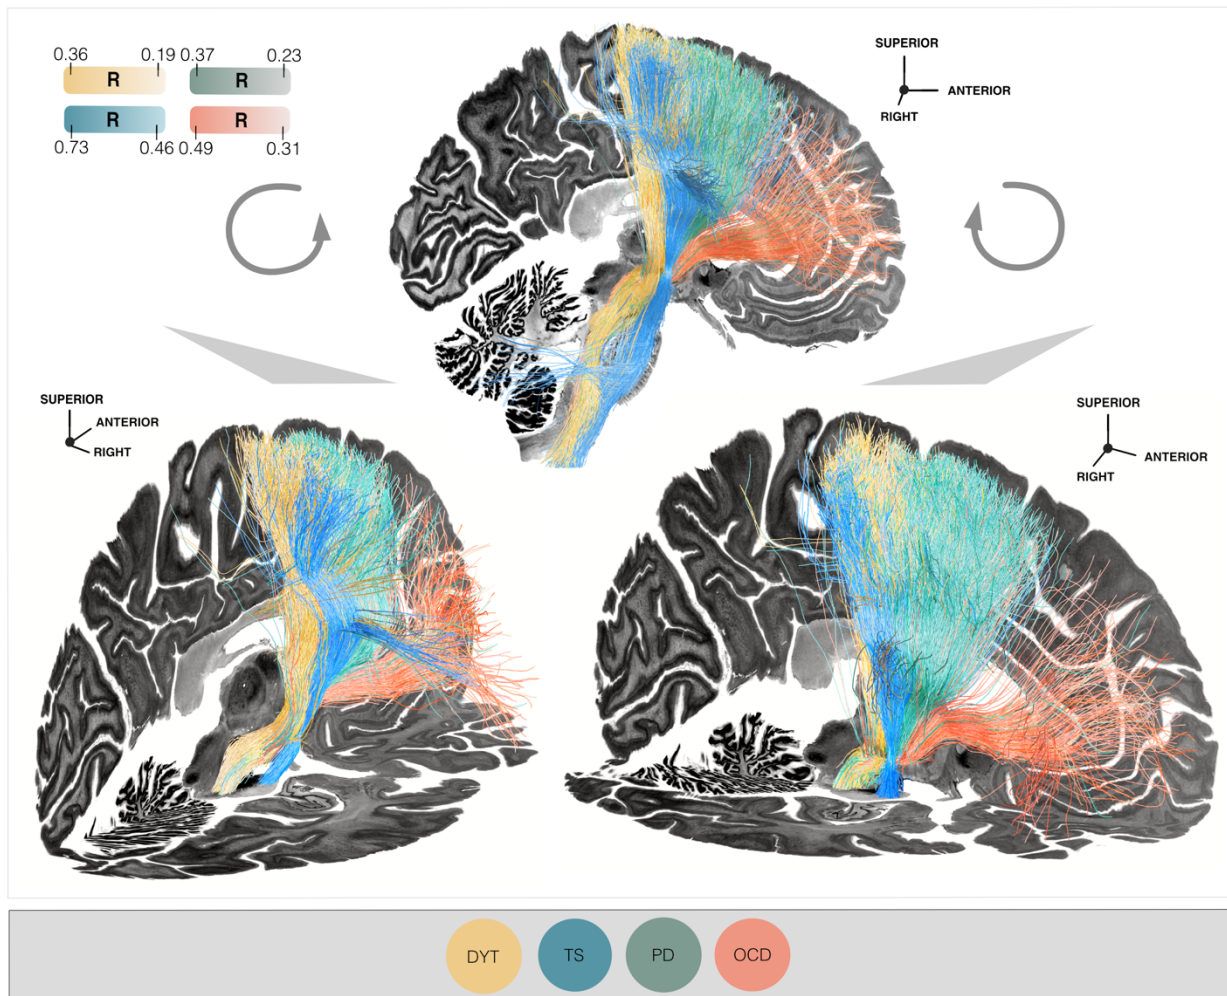 0.36 0.19 0.37 0.23
R R
R R
0.73 0.46 0.49 0.31
SUPERIOR
ANTERIOR
RIGHT
SUPERIOR
ANTERIOR
RIGHT
SUPERIOR
ANTERIOR
RIGHT
DYT TS PD OCD